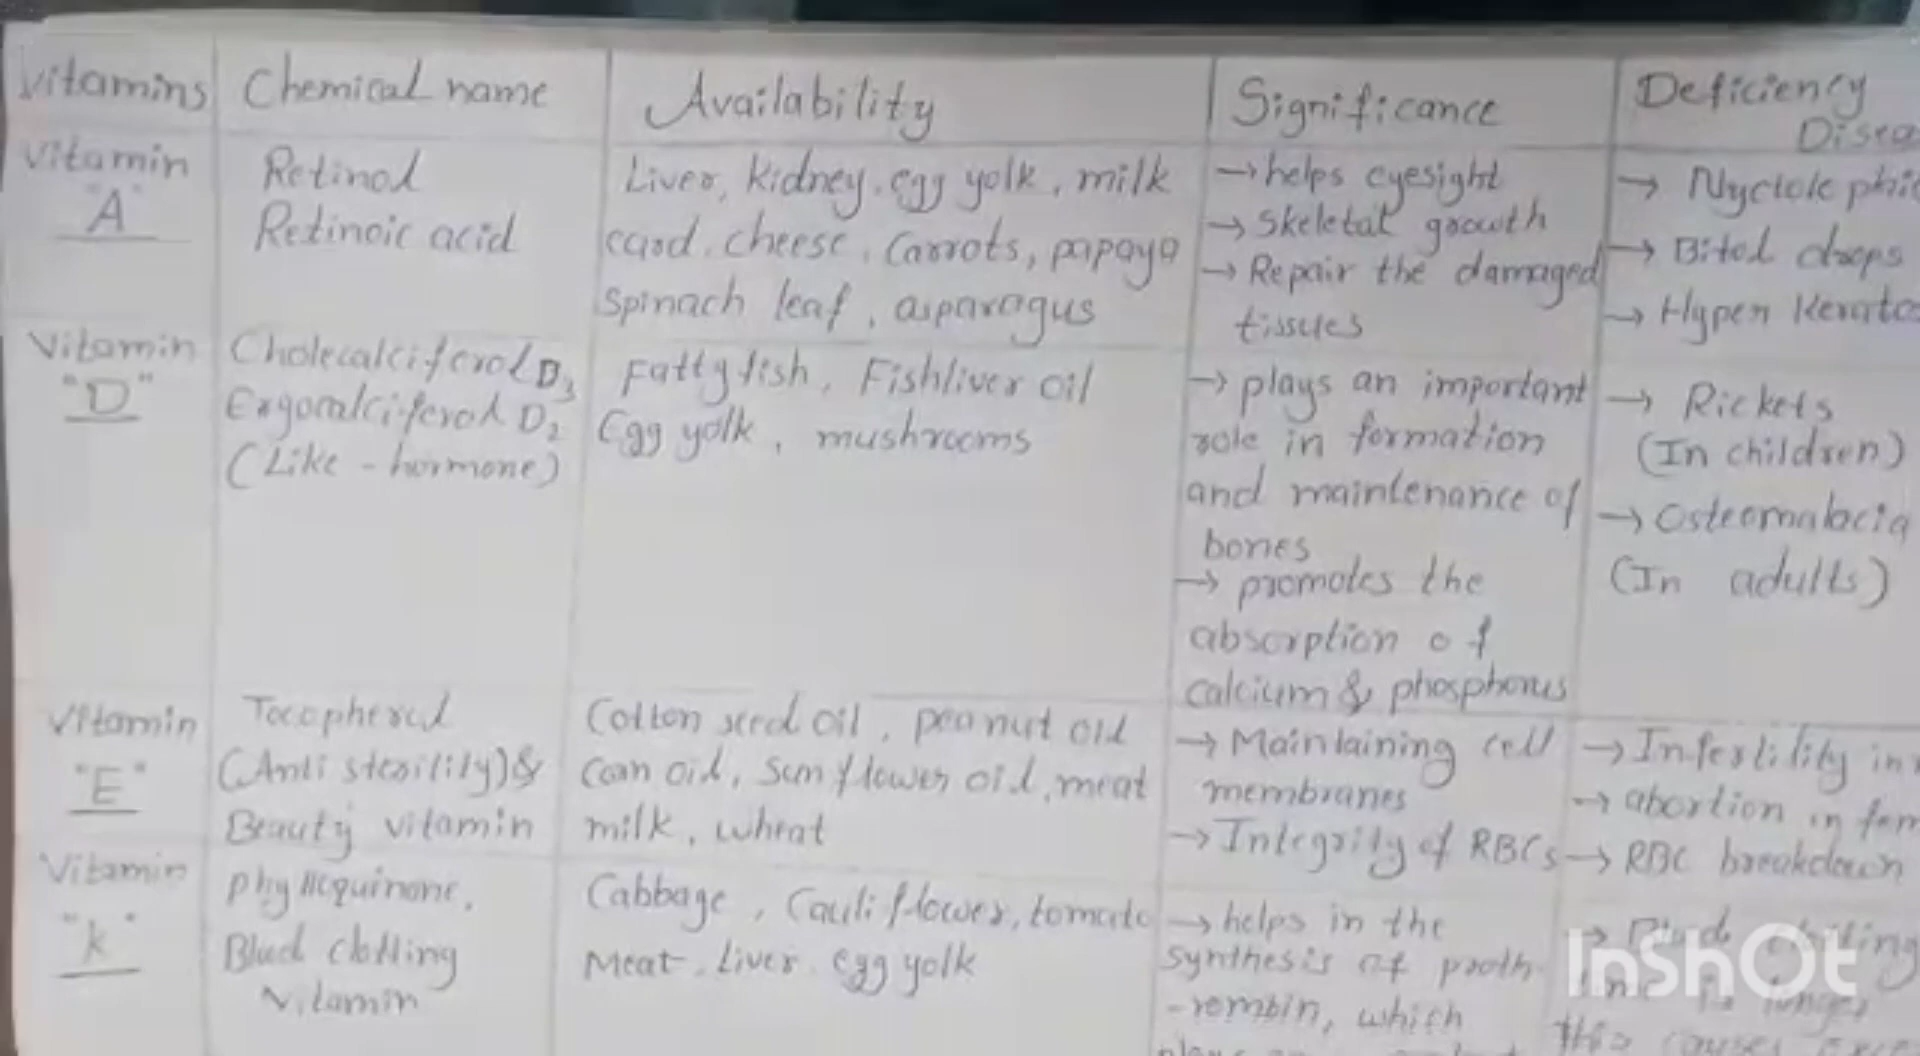 Vitamins Chemical name Availability Significance Deficiency
Vitamin "A"
Retinol
Retinoic acid
Liver, kidney, egg yolk, milk
curd, cheese, Carrots, papaya
Spinach leaf, asparagus
→ helps eyesight
→ Skeletal growth
→ Repair the damaged
tissues
→ Bitot drops
→ Hyper
Vitamin
"D"
Cholecalciferol D3
Ergocalciferol D2
(Like - hormone)
Fatty fish, Fishliver oil
Egg yolk, mushrooms
→ plays an important
role in formation
and maintenance of
bones
→ promotes the
absorption of
calcium & phosphorus
→ Rickets
(In children)
→ Osteomalacia
(In adults)
Vitamin
"E"
Tocopherol
(Anti sterility) &
Beauty vitamin
Cotton seed oil, peanut oil
Corn oil, Sunflower oil, meat
milk, wheat
→ Maintaining cell
membranes
→ Integrity of RBCs
→ Infertility in
→ abortion in
→ RBC breakdown
Vitamin
"K"
phylloquinone,
Blood clotting
vitamin
Cabbage, Cauliflower, tomato
Meat, Liver, egg yolk
→ helps in the
synthesis of proth
-rombin, which
InShOt